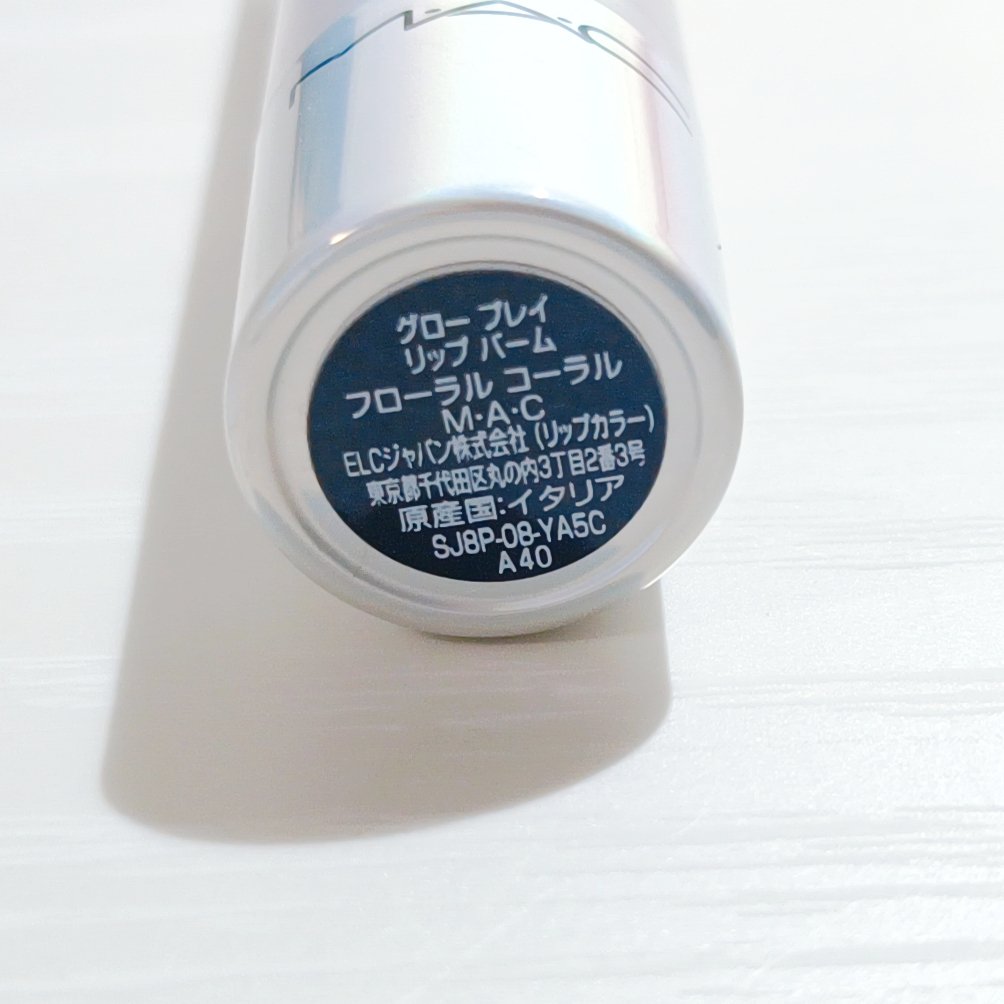 M·A·C
グロー プレイ
リップ バーム
フローラル コーラル
M·A·C
ELCジャパン株式会社 (リップカラー)
東京都千代田区丸の内3丁目2番3号
原産国:イタリア
SJ8P-08-YA5C
A40